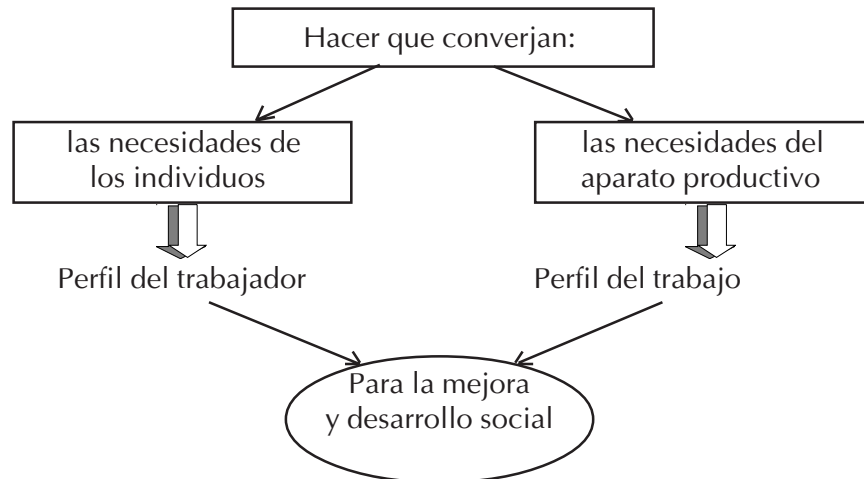 Hacer que converjan:
las necesidades de
los individuos
las necesidades del
aparato productivo
Perfil del trabajador
Perfil del trabajo
Para la mejora
y desarrollo social